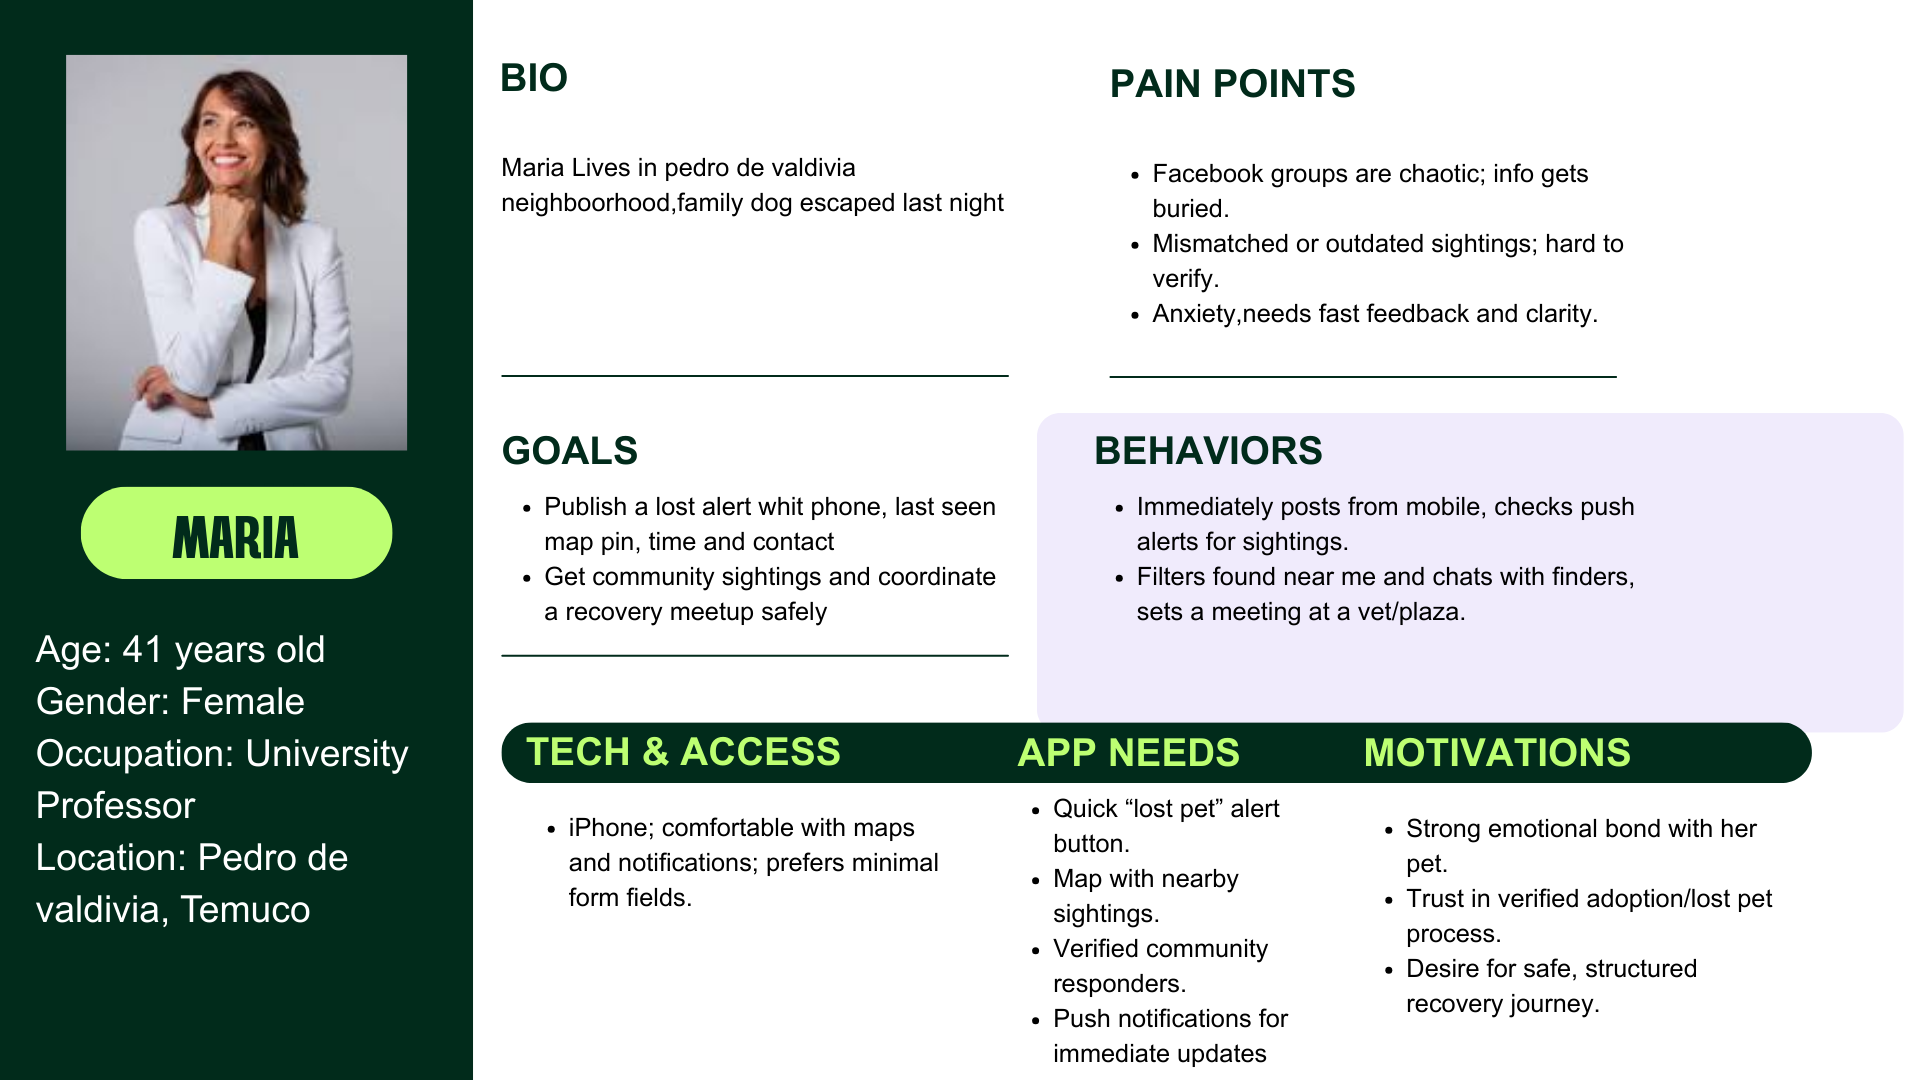 MARIA
Age: 41 years old
Gender: Female
Occupation: University
Professor
Location: Pedro de
valdivia, Temuco
BIO
Maria Lives in pedro de valdivia
neighboorhood,family dog escaped last night
PAIN POINTS
• Facebook groups are chaotic; info gets
buried.
• Mismatched or outdated sightings; hard to
verify.
• Anxiety,needs fast feedback and clarity.
GOALS
• Publish a lost alert whit phone, last seen
map pin, time and contact
• Get community sightings and coordinate
a recovery meetup safely
BEHAVIORS
• Immediately posts from mobile, checks push
alerts for sightings.
• Filters found near me and chats with finders,
sets a meeting at a vet/plaza.
TECH & ACCESS
• iPhone; comfortable with maps
and notifications; prefers minimal
form fields.
APP NEEDS
• Quick “lost pet” alert
button.
• Map with nearby
sightings.
• Verified community
responders.
• Push notifications for
immediate updates
MOTIVATIONS
• Strong emotional bond with her
pet.
• Trust in verified adoption/lost pet
process.
• Desire for safe, structured
recovery journey.